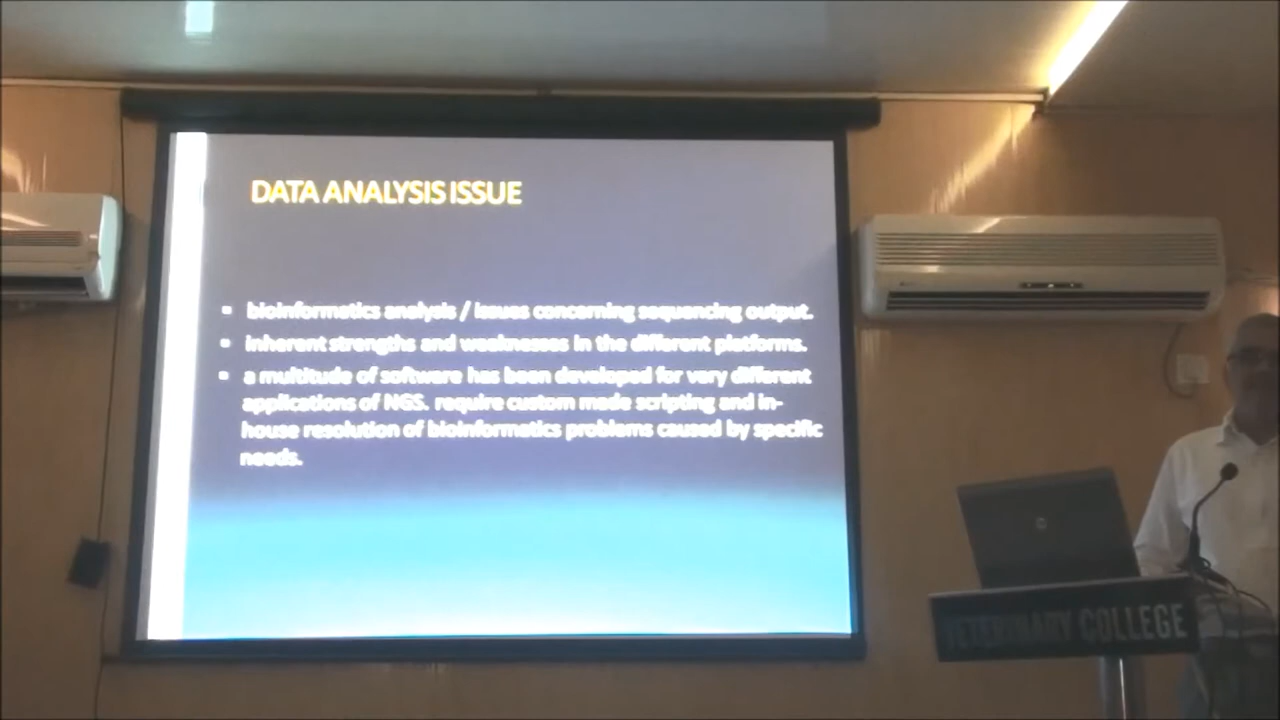 DATA ANALYSIS ISSUE
bioinformatics analysis / issues concerning sequencing output.
inherent strengths and weaknesses in the different platforms.
a multitude of software has been developed for very different
applications of NGS. require custom made scripting and in-
house resolution of bioinformatics problems caused by specific
needs.
VETERINARY COLLEGE